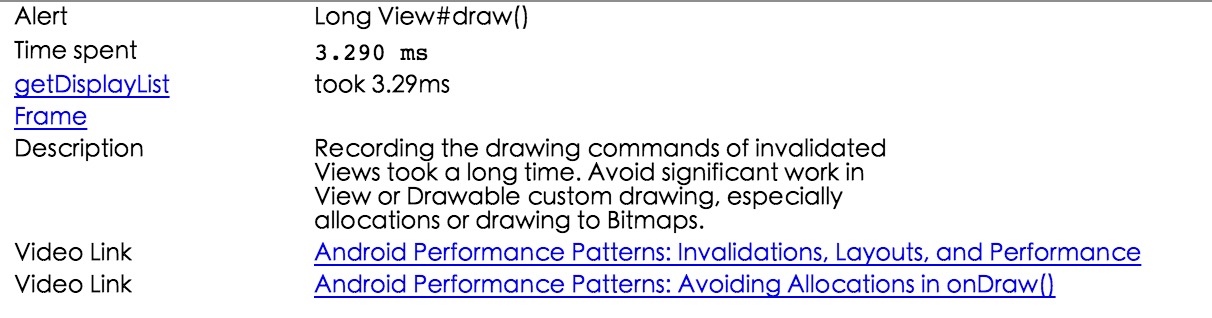 Alert Long View#draw()
Time spent 3.290 ms
getDisplayList took 3.29ms
Frame
Description Recording the drawing commands of invalidated
Views took a long time. Avoid significant work in
View or Drawable custom drawing, especially
allocations or drawing to Bitmaps.
Video Link Android Performance Patterns: Invalidations, Layouts, and Performance
Video Link Android Performance Patterns: Avoiding Allocations in onDraw()